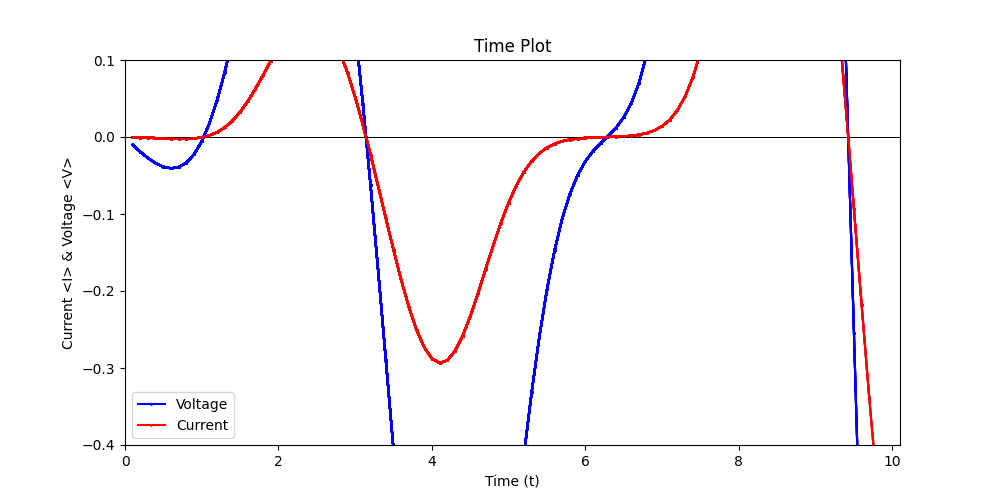 Time Plot
Current <I> & Voltage <V>
0.1
0.0
−0.1
−0.2
−0.3
−0.4
Voltage
Current
0 2 4 6 8 10
Time (t)